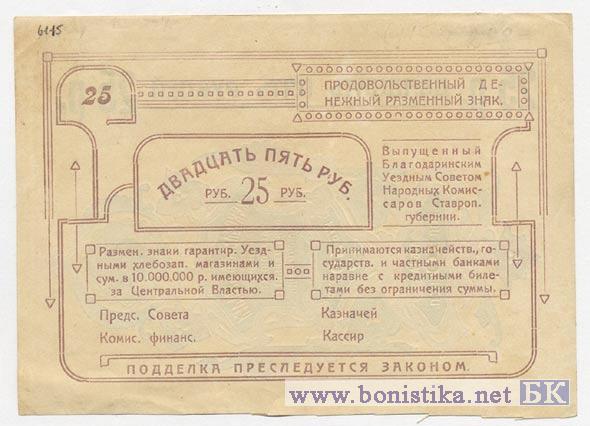 6115
25
ПРОДОВОЛЬСТВЕННЫЙ ДЕ-
НЕЖНЫЙ РАЗМЕННЫЙ ЗНАК.
ДВАДЦАТЬ ПЯТЬ РУБ.
РУБ. 25 РУБ.
Выпущенный
Благодаринским
Уездным Советом
Народных Комис-
саров Ставроп.
губернии.
Размен. знаки гарантир. Уезд-
ными хлебозап. магазинами и
сум. в 10.000.000 р. имеющихся.
за Центральной Властью.
Принимаются казначейств., го-
сударств. и частными банками
наравне с кредитными биле-
тами без ограничения суммы.
Предс. Совета
Комис. финанс.
Казначей
Кассир
ПОДДЕЛКА ПРЕСЛЕДУЕТСЯ ЗАКОНОМ.
www.bonistika.net БК